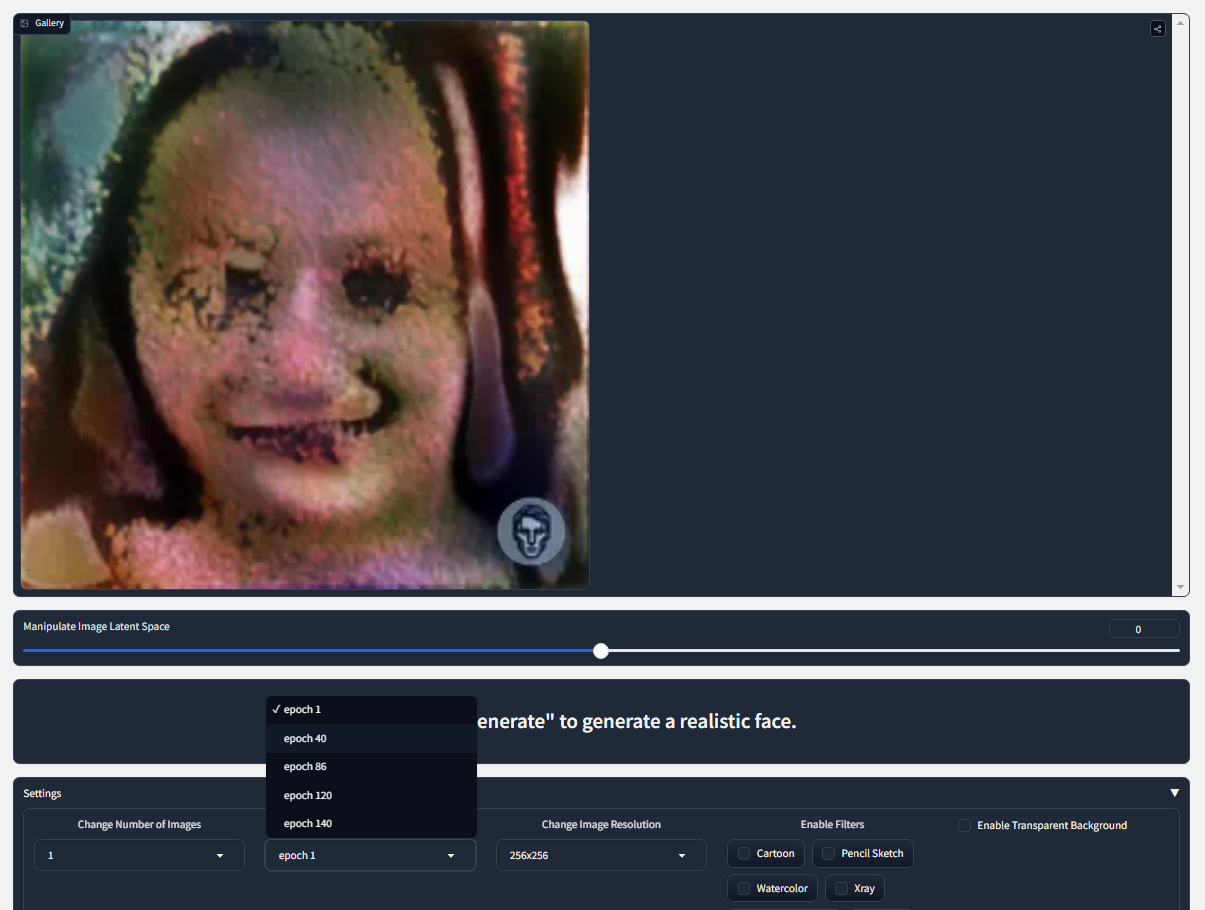 Gallery
Manipulate Image Latent Space
0
enerate" to generate a realistic face.
✓ epoch 1
epoch 40
epoch 86
epoch 120
epoch 140
Settings
▼
Change Number of Images
1
epoch 1
Change Image Resolution
256x256
Enable Filters
Cartoon
Pencil Sketch
Watercolor
Xray
Enable Transparent Background